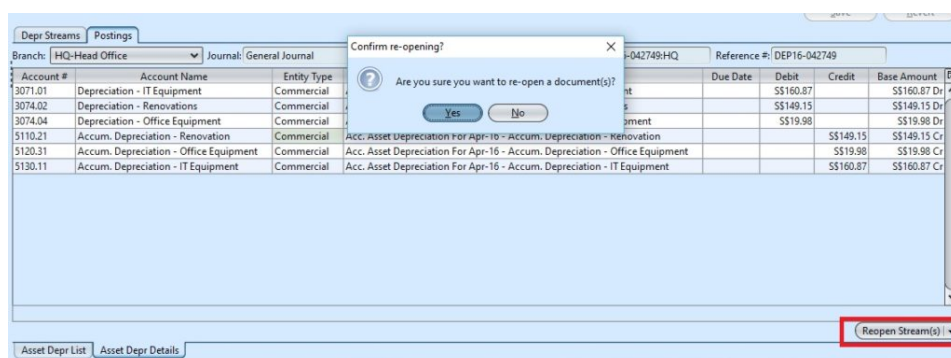 Save Revert
Depr Streams Postings
Confirm re-opening?
Branch: HQ-Head Office Journal: General Journal -042749:HQ Reference #: DEP16-042749
Are you sure you want to re-open a document(s)?
Yes No
Account # Account Name Entity Type Due Date Debit Credit Base Amount
3071.01 Depreciation - IT Equipment Commercial S$160.87 S$160.87 Dr
3074.02 Depreciation - Renovations Commercial S$149.15 S$149.15 Dr
3074.04 Depreciation - Office Equipment Commercial S$19.98 S$19.98 Dr
5110.21 Accum. Depreciation - Renovation Commercial Acc. Asset Depreciation For Apr-16 - Accum. Depreciation - Renovation S$149.15 S$149.15 Cr
5120.31 Accum. Depreciation - Office Equipment Commercial Acc. Asset Depreciation For Apr-16 - Accum. Depreciation - Office Equipment S$19.98 S$19.98 Cr
5130.11 Accum. Depreciation - IT Equipment Commercial Acc. Asset Depreciation For Apr-16 - Accum. Depreciation - IT Equipment S$160.87 S$160.87 Cr
Reopen Stream(s)
Asset Depr List Asset Depr Details